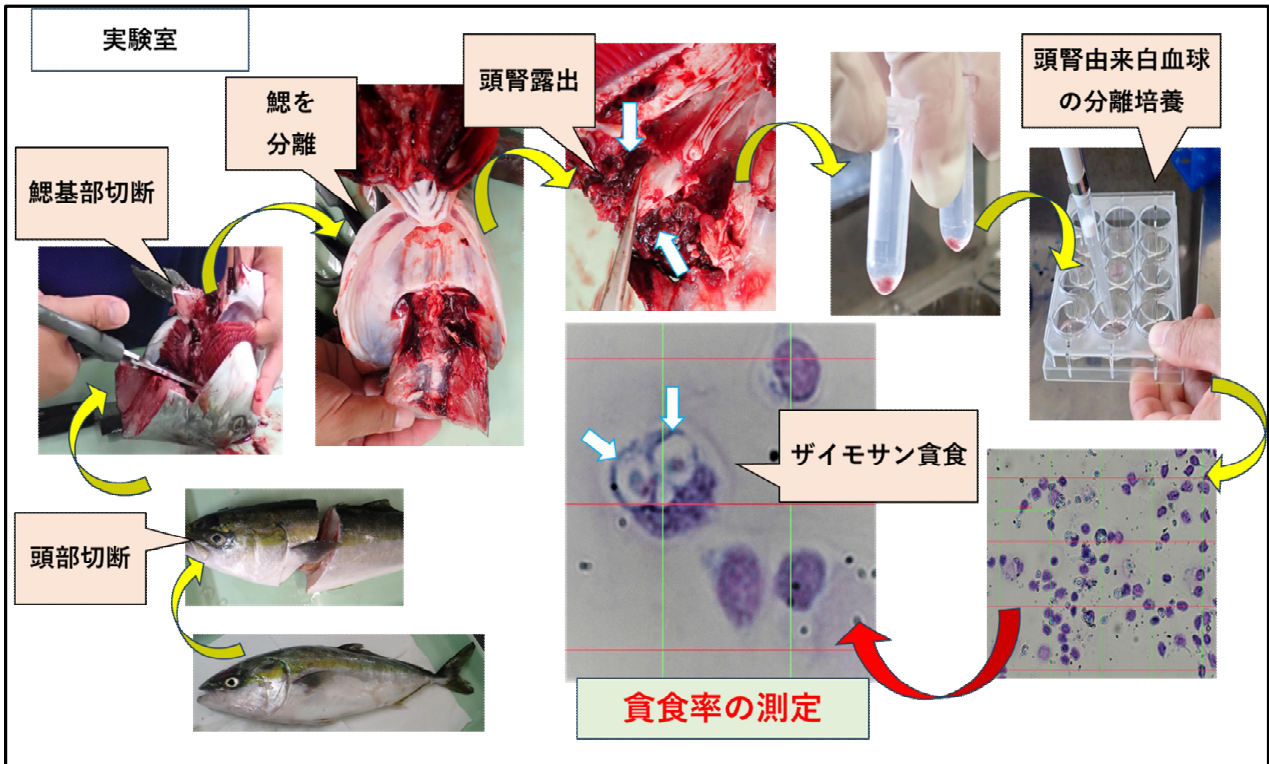 実験室
頭部切断
鰓基部切断
鰓を
分離
頭腎露出
頭腎由来白血球
の分離培養
ザイモサン貪食
貪食率の測定